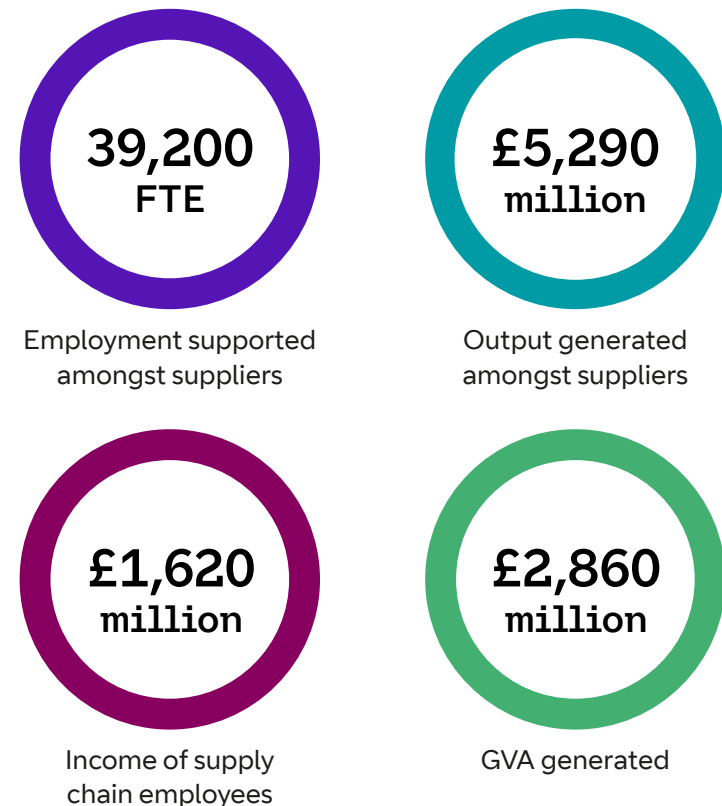 39,200
FTE
Employment supported
amongst suppliers
£5,290
million
Output generated
amongst suppliers
£1,620
million
Income of supply
chain employees
£2,860
million
GVA generated